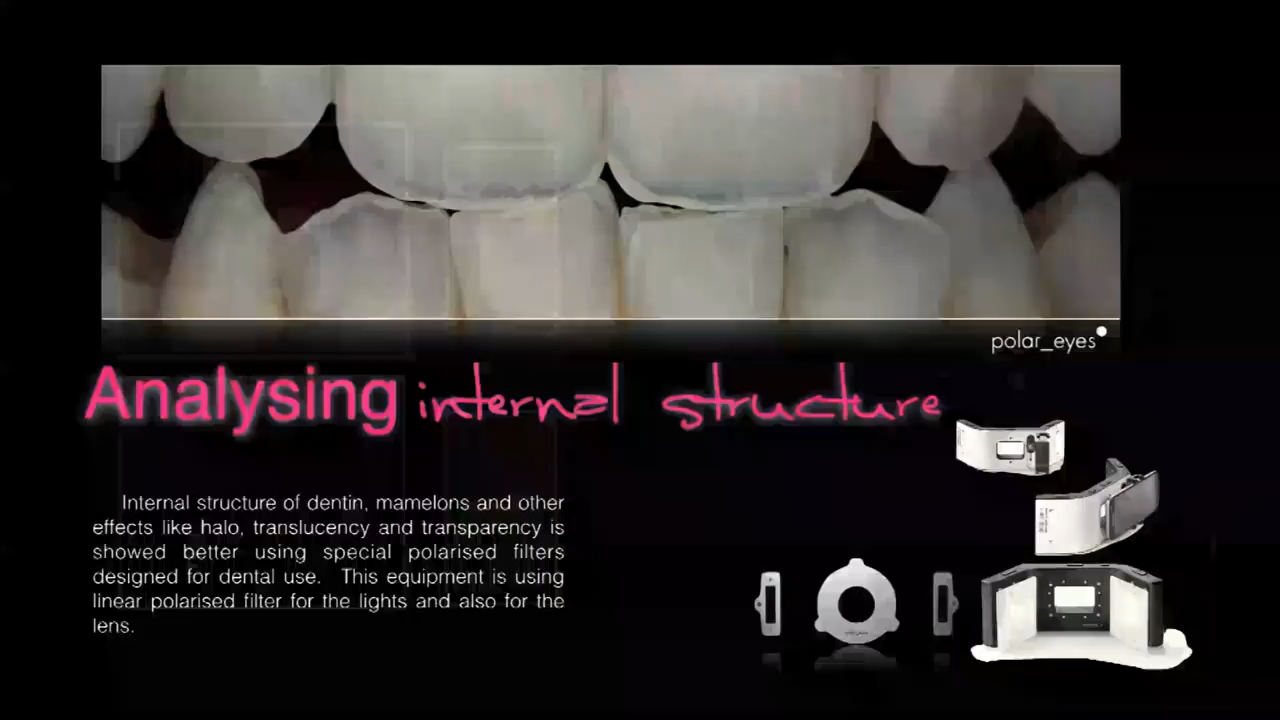 polar_eyes
Analysing internal structure
Internal structure of dentin, mamelons and other
effects like halo, translucency and transparency is
showed better using special polarised filters
designed for dental use. This equipment is using
linear polarised filter for the lights and also for the
lens.